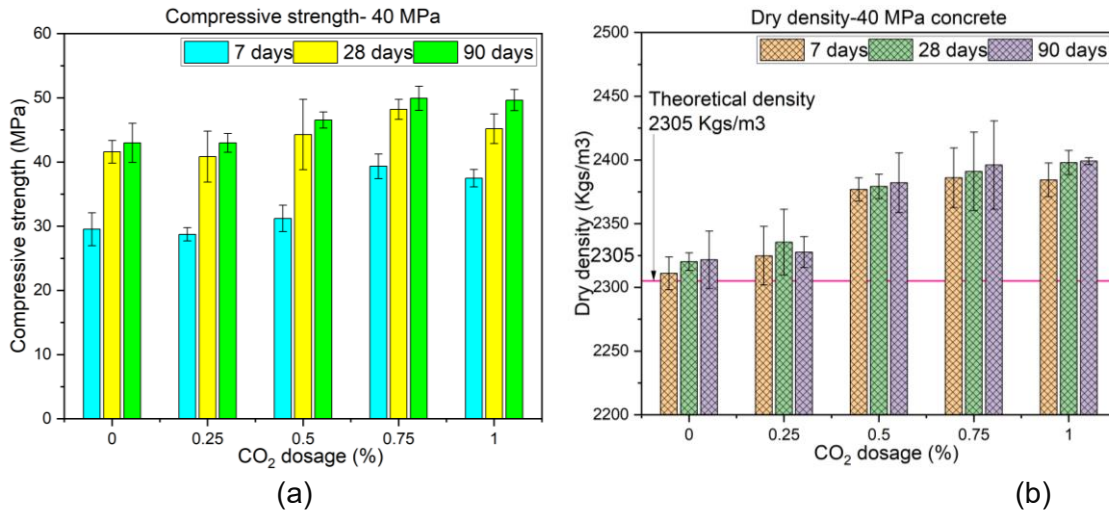 Compressive strength- 40 MPa
7 days 28 days 90 days
60
50
40
30
20
10
0
Compressive strength (MPa)
0 0.25 0.5 0.75 1
CO₂ dosage (%)
(a)
Dry density-40 MPa concrete
7 days 28 days 90 days
Theoretical density
2305 Kgs/m3
2500
2450
2400
2350
2305
2300
2250
2200
Dry density (Kgs/m3)
0 0.25 0.5 0.75 1
CO₂ dosage (%)
(b)